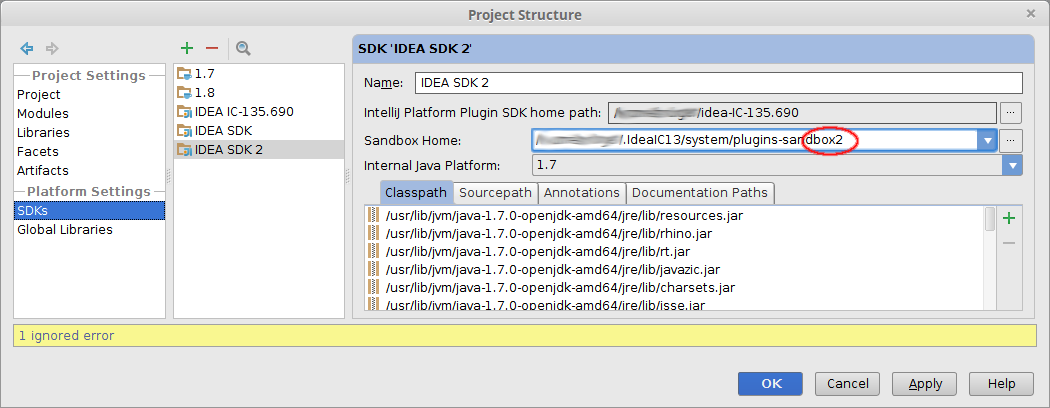 Project Structure
Project Settings
Project
Modules
Libraries
Facets
Artifacts
Platform Settings
SDKs
Global Libraries
1.7
1.8
IDEA IC-135.690
IDEA SDK
IDEA SDK 2
SDK 'IDEA SDK 2'
Name: IDEA SDK 2
IntelliJ Platform Plugin SDK home path: /idea-IC-135.690 ...
Sandbox Home: /.IdeaIC13/system/plugins-sandbox2 ...
Internal Java Platform: 1.7
Classpath Sourcepath Annotations Documentation Paths
/usr/lib/jvm/java-1.7.0-openjdk-amd64/jre/lib/resources.jar
/usr/lib/jvm/java-1.7.0-openjdk-amd64/jre/lib/rhino.jar
/usr/lib/jvm/java-1.7.0-openjdk-amd64/jre/lib/rt.jar
/usr/lib/jvm/java-1.7.0-openjdk-amd64/jre/lib/javazic.jar
/usr/lib/jvm/java-1.7.0-openjdk-amd64/jre/lib/charsets.jar
/usr/lib/jvm/java-1.7.0-openjdk-amd64/jre/lib/jsse.jar
1 ignored error
OK Cancel Apply Help